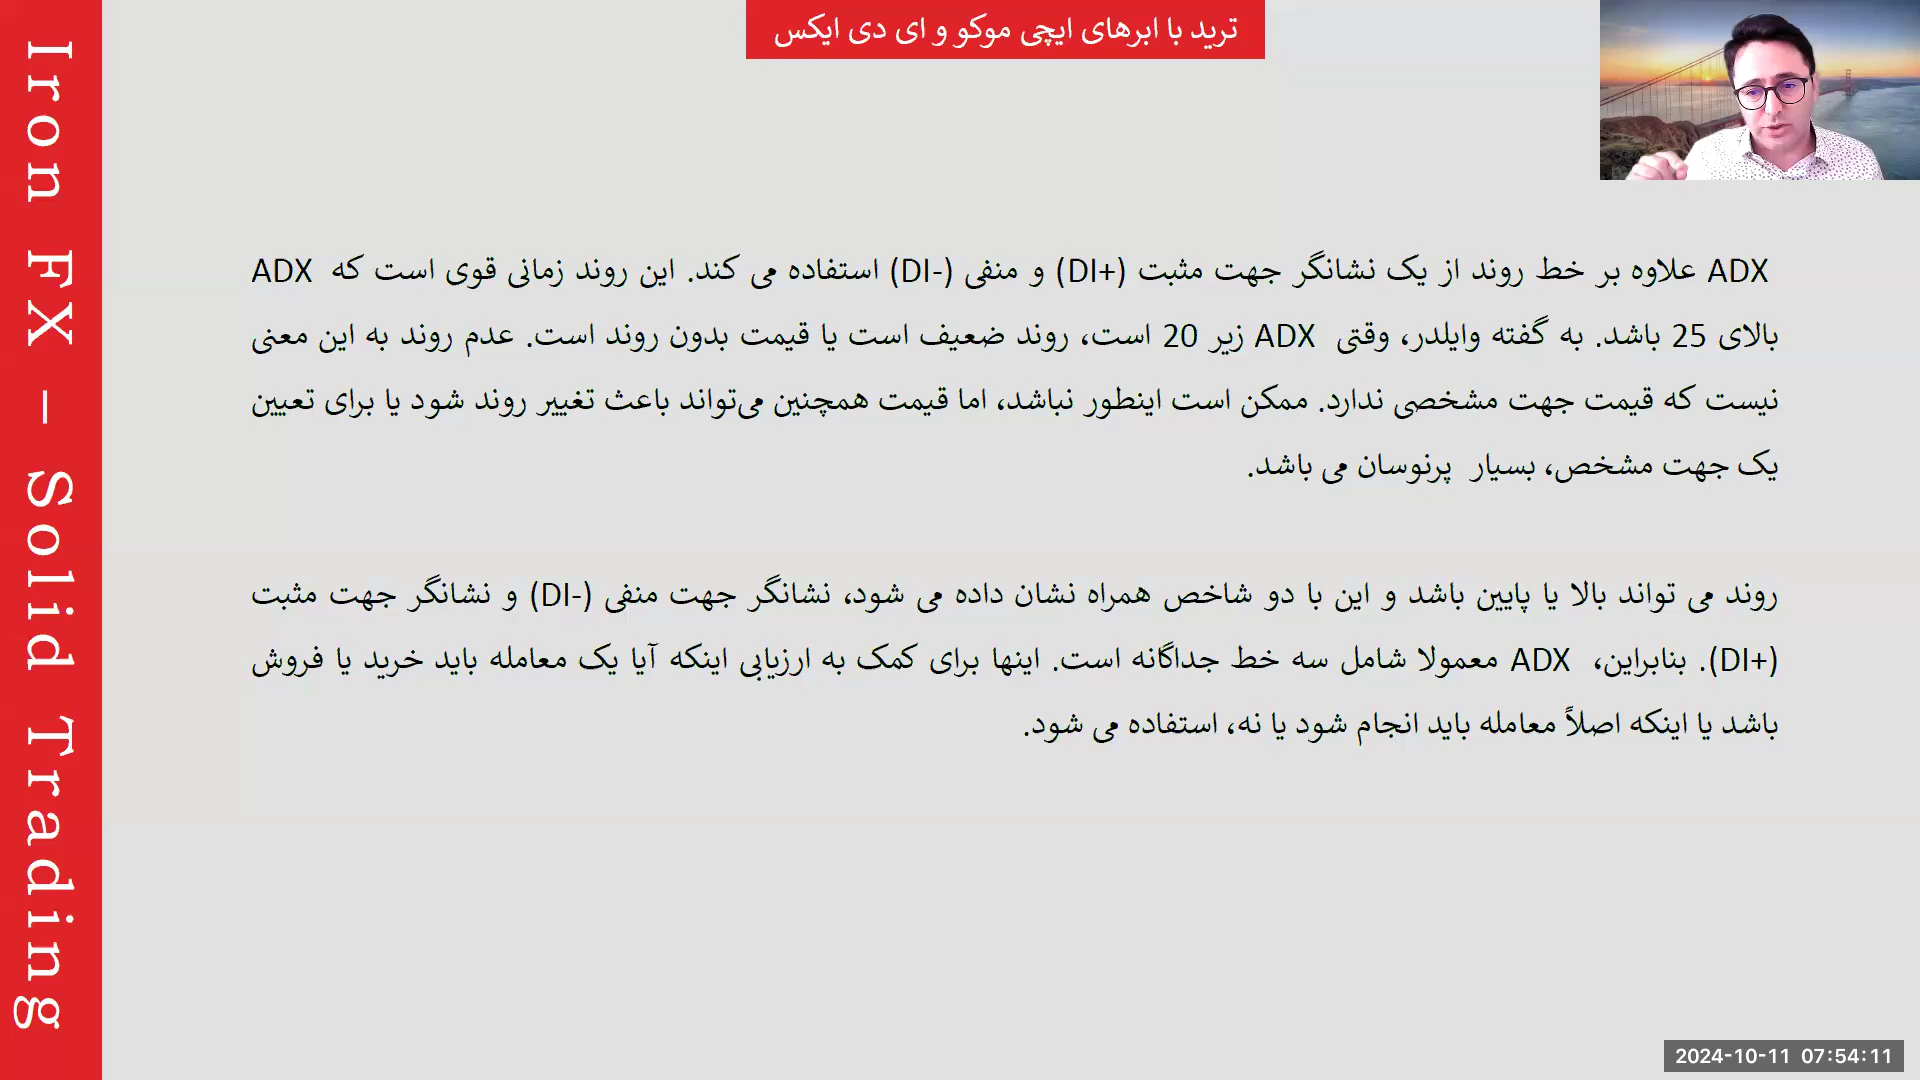 ترید با ابرهای ایچی موکو و ای دی ایکس
Iron FX – Solid Trading
ADX علاوه بر خط روند از یک نشانگر جهت مثبت (DI+) و منفی (DI-) استفاده می کند. این روند زمانی قوی است که ADX
بالای 25 باشد. به گفته وایلدر، وقتی ADX زیر 20 است، روند ضعیف است یا قیمت بدون روند است. عدم روند به این معنی
نیست که قیمت جهت مشخصی ندارد. ممکن است اینطور نباشد، اما قیمت همچنین می‌تواند باعث تغییر روند شود یا برای تعیین
یک جهت مشخص، بسیار پرنوسان می باشد.
روند می تواند بالا یا پایین باشد و این با دو شاخص همراه نشان داده می شود، نشانگر جهت منفی (DI-) و نشانگر جهت مثبت
(DI+). بنابراین، ADX معمولا شامل سه خط جداگانه است. اینها برای کمک به ارزیابی اینکه آیا یک معامله باید خرید یا فروش
باشد یا اینکه اصلاً معامله باید انجام شود یا نه، استفاده می شود.
2024-10-11 07:54:11